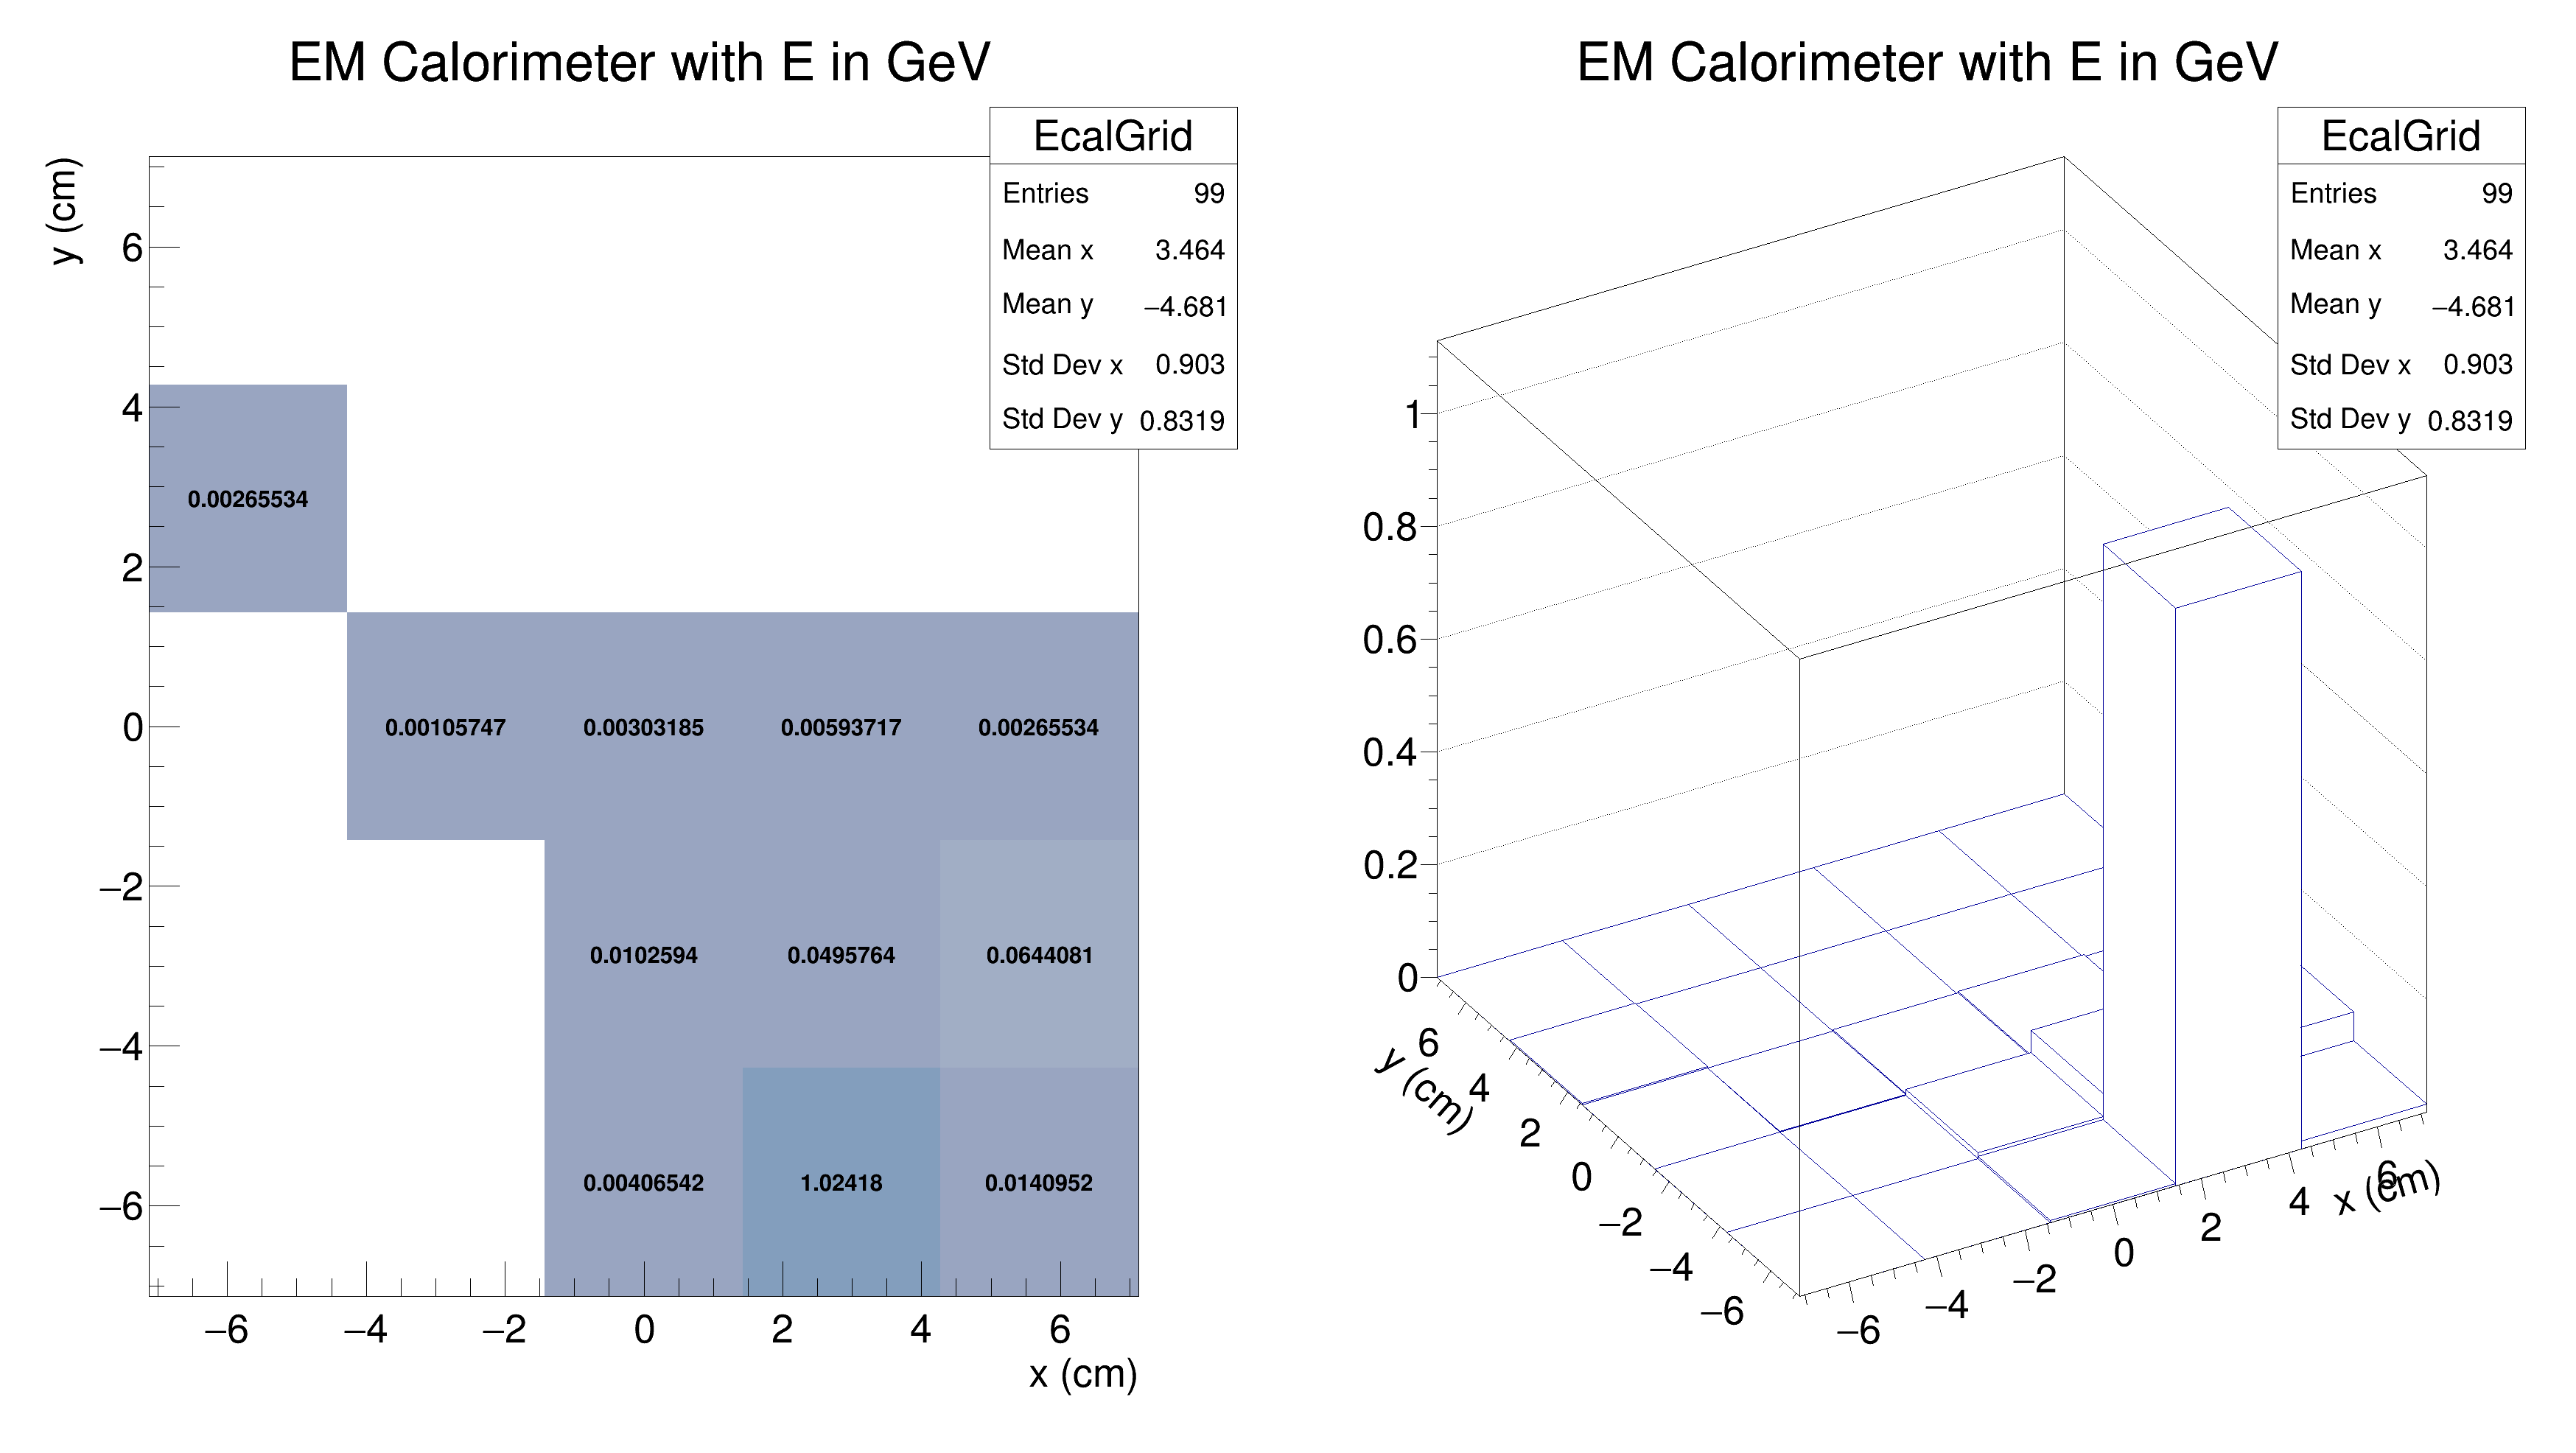 EM Calorimeter with E in GeV
EcalGrid
Entries 99
Mean x 3.464
Mean y −4.681
Std Dev x 0.903
Std Dev y 0.8319
y (cm)
6
4
2
0
−2
−4
−6
0.00265534
0.00105747 0.00303185 0.00593717 0.00265534
0.0102594 0.0495764 0.0644081
0.00406542 1.02418 0.0140952
−6 −4 −2 0 2 4 6
x (cm)
EM Calorimeter with E in GeV
EcalGrid
Entries 99
Mean x 3.464
Mean y −4.681
Std Dev x 0.903
Std Dev y 0.8319
1
0.8
0.6
0.4
0.2
0
6
4
2
0
−2
−4
−6
y (cm)
−6 −4 −2 0 2 4 6
x (cm)